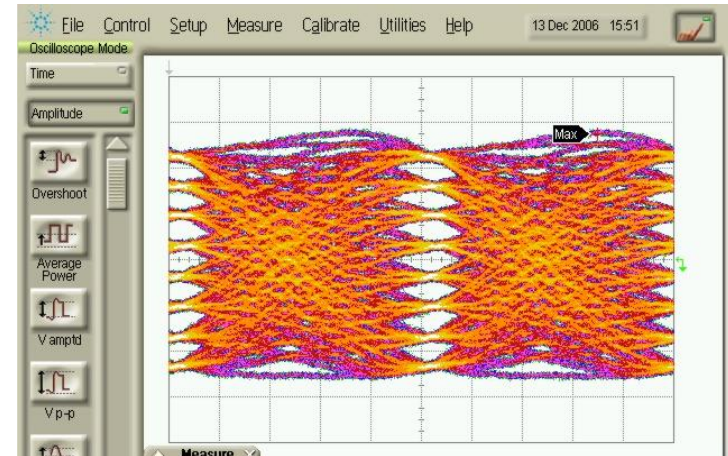 File Control Setup Measure Calibrate Utilities Help 13 Dec 2006 15:51
Oscilloscope Mode
Time
Amplitude
Max
Overshoot
Average
Power
V amptd
V p-p
Measure